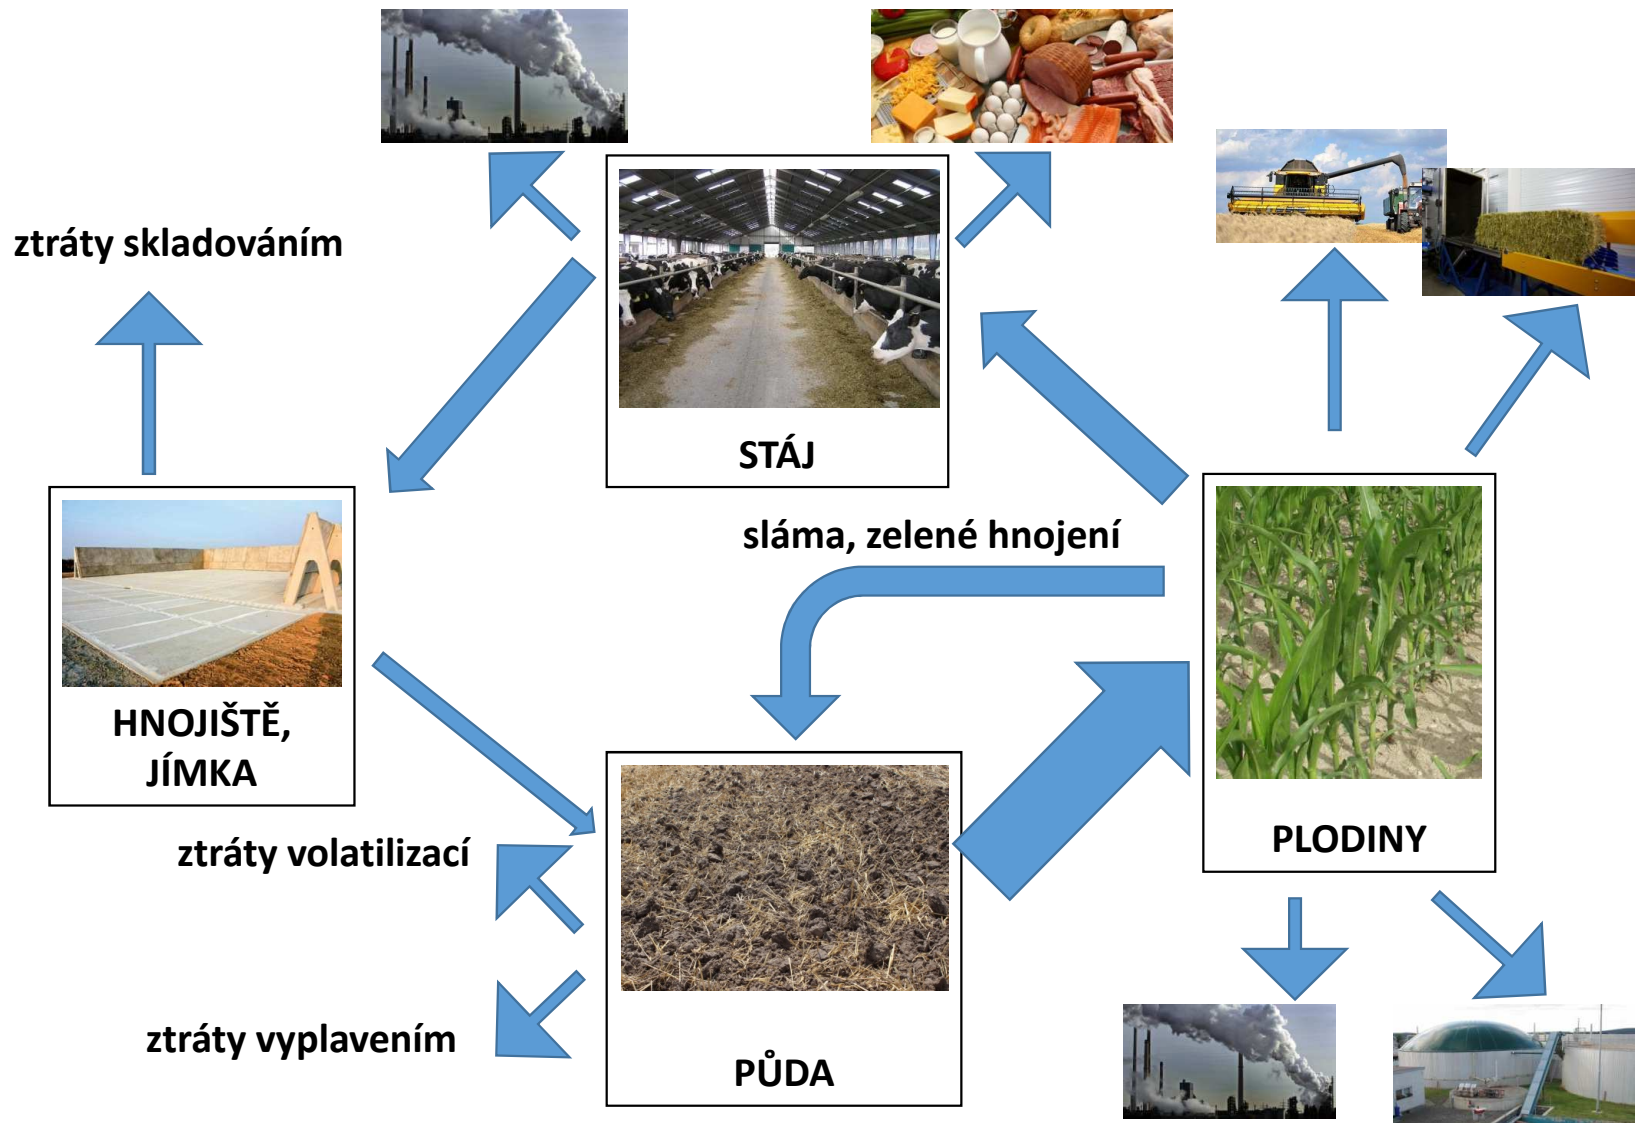 ztráty skladováním
STÁJ
sláma, zelené hnojení
HNOJIŠTĚ,
JÍMKA
ztráty volatilizací
PLODINY
ztráty vyplavením
PŮDA